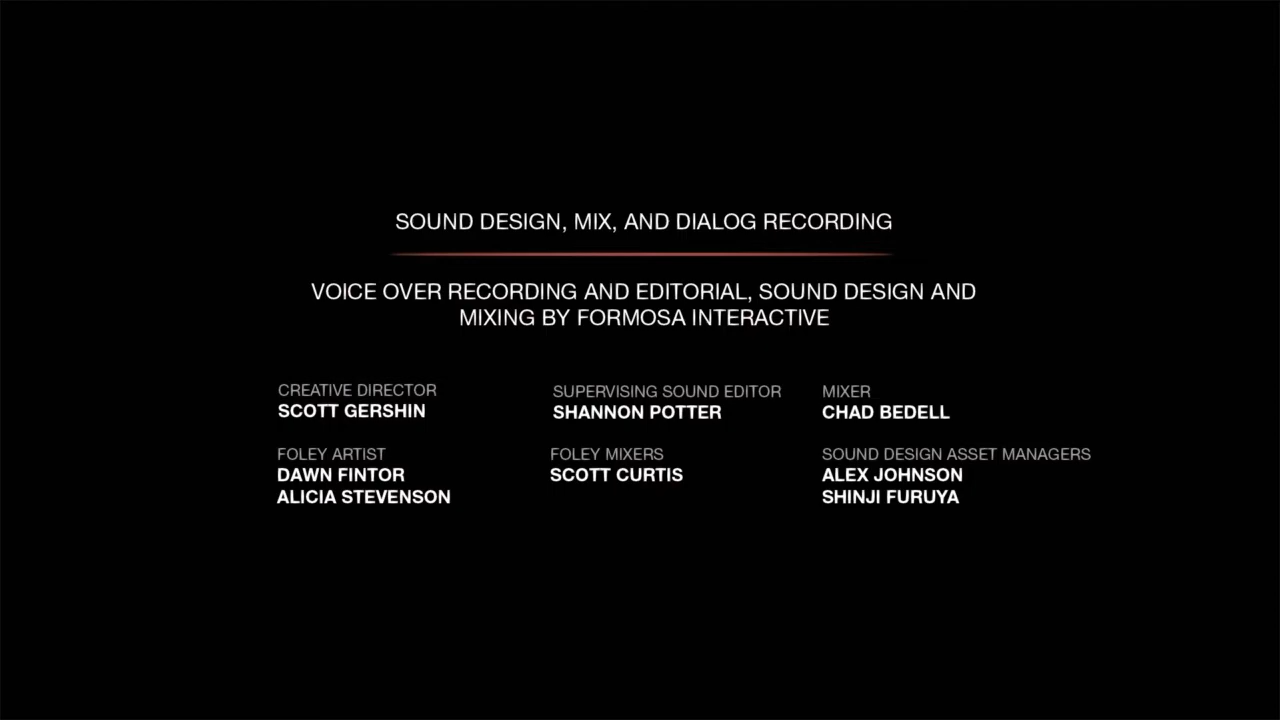 SOUND DESIGN, MIX, AND DIALOG RECORDING
VOICE OVER RECORDING AND EDITORIAL, SOUND DESIGN AND
MIXING BY FORMOSA INTERACTIVE
CREATIVE DIRECTOR
SCOTT GERSHIN
SUPERVISING SOUND EDITOR
SHANNON POTTER
MIXER
CHAD BEDELL
FOLEY ARTIST
DAWN FINTOR
ALICIA STEVENSON
FOLEY MIXERS
SCOTT CURTIS
SOUND DESIGN ASSET MANAGERS
ALEX JOHNSON
SHINJI FURUYA